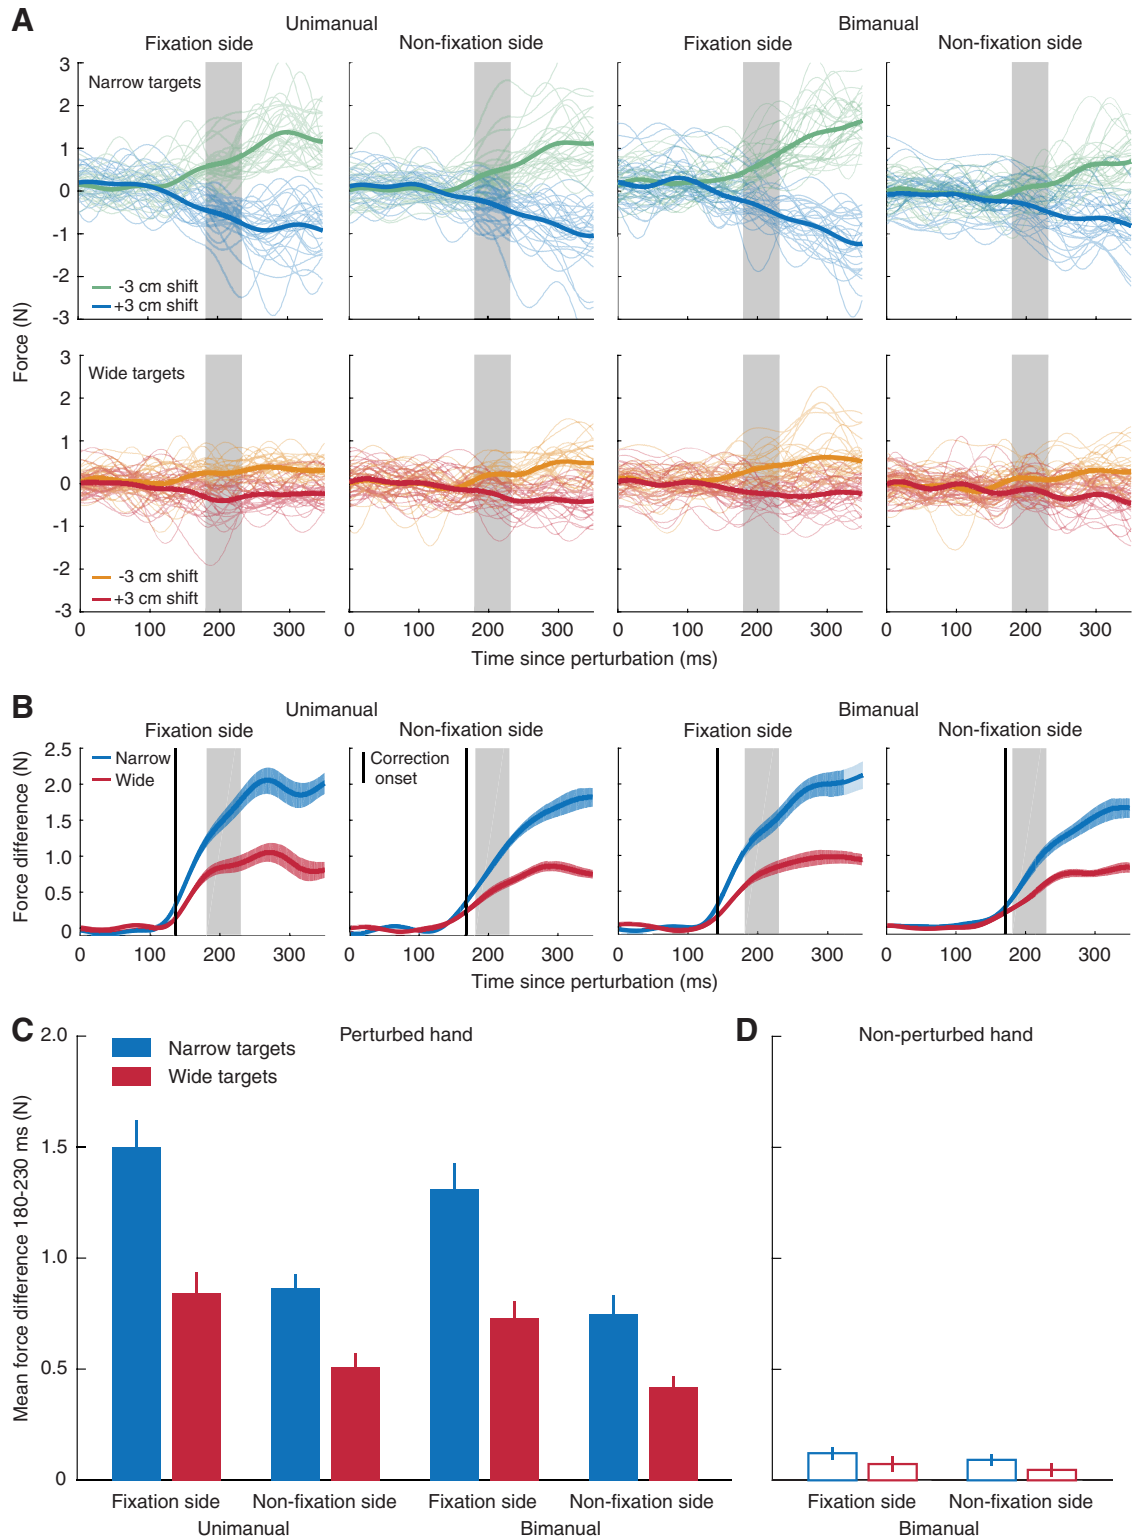 A
Unimanual
Bimanual
Fixation side
Non-fixation side
Fixation side
Non-fixation side
Force (N)
3
2
1
0
-1
-2
-3
Narrow targets
-3 cm shift
+3 cm shift
3
2
1
0
-1
-2
-3
Wide targets
-3 cm shift
+3 cm shift
0 100 200 300
0 100 200 300
0 100 200 300
0 100 200 300
Time since perturbation (ms)
B
Unimanual
Bimanual
Fixation side
Non-fixation side
Fixation side
Non-fixation side
Force difference (N)
2.5
2.0
1.5
1.0
0.5
0
Narrow
Wide
Correction
onset
0 100 200 300
0 100 200 300
0 100 200 300
0 100 200 300
Time since perturbation (ms)
C
Perturbed hand
Mean force difference 180-230 ms (N)
2.0
1.5
1.0
0.5
0
Narrow targets
Wide targets
Fixation side
Non-fixation side
Fixation side
Non-fixation side
Unimanual
Bimanual
D
Non-perturbed hand
Fixation side
Non-fixation side
Bimanual